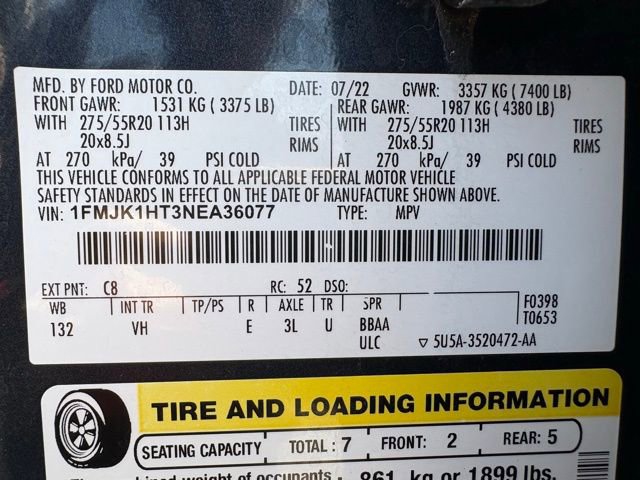 MFD. BY FORD MOTOR CO. DATE: 07/22 GVWR: 3357 KG ( 7400 LB)
FRONT GAWR: 1531 KG ( 3375 LB) REAR GAWR: 1987 KG ( 4380 LB)
WITH 275/55R20 113H TIRES WITH 275/55R20 113H TIRES
20x8.5J RIMS 20x8.5J RIMS
AT 270 kPa/ 39 PSI COLD AT 270 kPa/ 39 PSI COLD
THIS VEHICLE CONFORMS TO ALL APPLICABLE FEDERAL MOTOR VEHICLE
SAFETY STANDARDS IN EFFECT ON THE DATE OF MANUFACTURE SHOWN ABOVE.
VIN: 1FMJK1HT3NEA36077 TYPE: MPV
EXT PNT: C8 RC: 52 DSO:
WB INT TR TP/PS R AXLE TR SPR F0398
132 VH E 3L U BBAA T0653
ULC ▽ 5U5A-3520472-AA
TIRE AND LOADING INFORMATION
SEATING CAPACITY TOTAL : 7 FRONT: 2 REAR: 5
weight of occupants 861 kg or 1899 lbs.